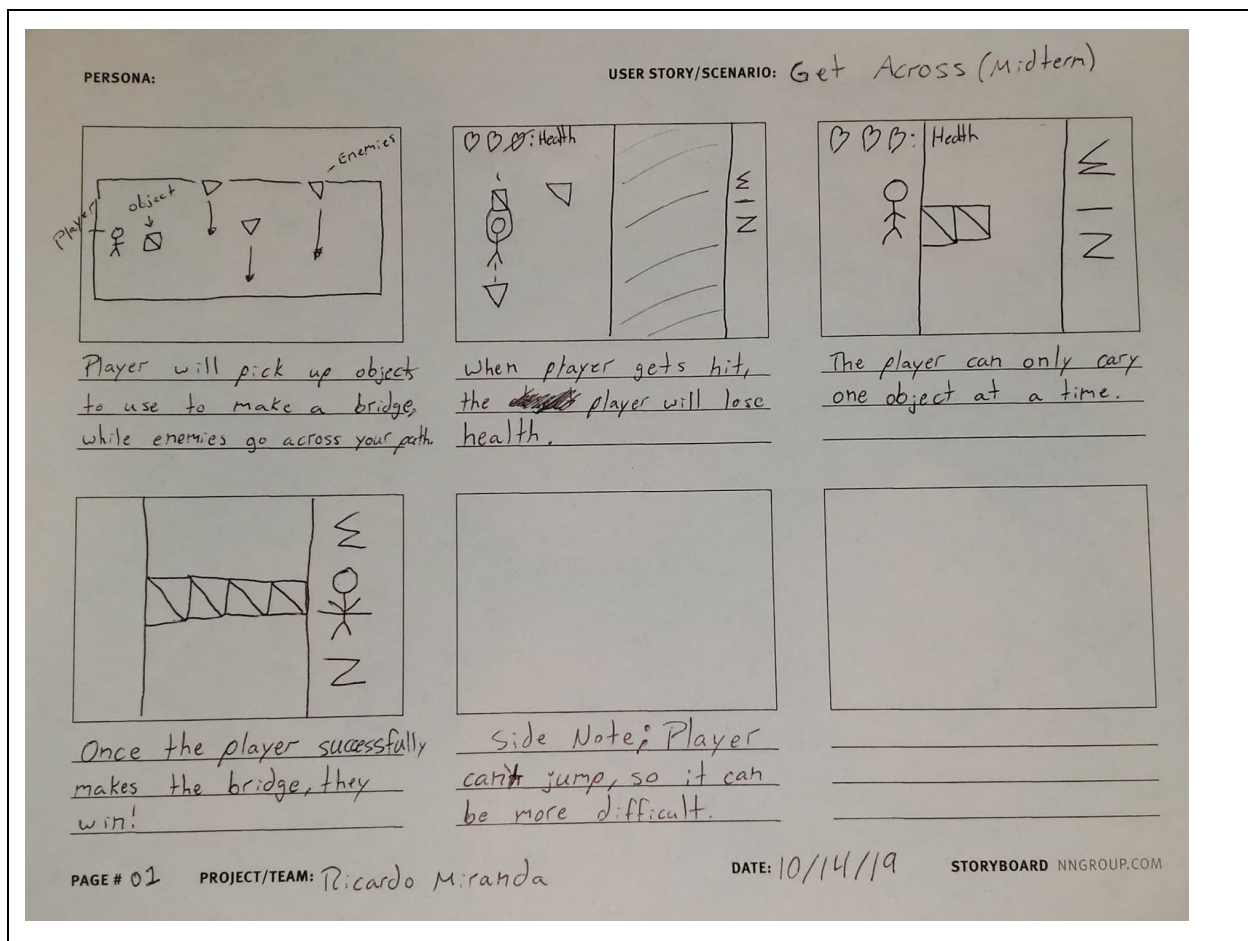 PERSONA:
USER STORY/SCENARIO: Get Across (Midterm)
Enemies
object
Player
Player will pick up object
to use to make a bridge,
while enemies go across your path.
: Health
WIN
When player gets hit,
the player will lose
health.
: Health
WIN
The player can only cary
one object at a time.
W
N
Once the player successfully
makes the bridge, they
win!
Side Note: Player
can't jump, so it can
be more difficult.
PAGE # 01
PROJECT/TEAM: Ricardo Miranda
DATE: 10/14/19
STORYBOARD NNGROUP.COM